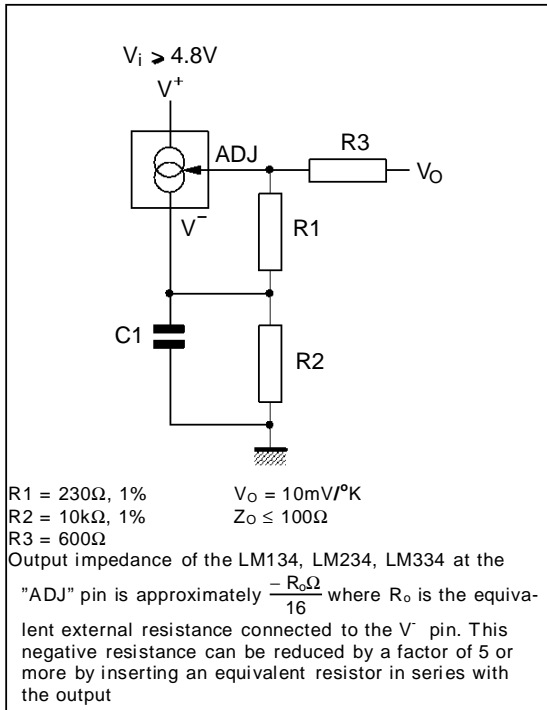 Vi ⩾ 4.8V
V+
ADJ
R3
VO
V−
R1
C1
R2
R1 = 230Ω, 1%
VO = 10mV/°K
R2 = 10kΩ, 1%
ZO ≤ 100Ω
R3 = 600Ω
Output impedance of the LM134, LM234, LM334 at the
"ADJ" pin is approximately − RoΩ/16 where Ro is the equiva-
lent external resistance connected to the V- pin. This
negative resistance can be reduced by a factor of 5 or
more by inserting an equivalent resistor in series with
the output